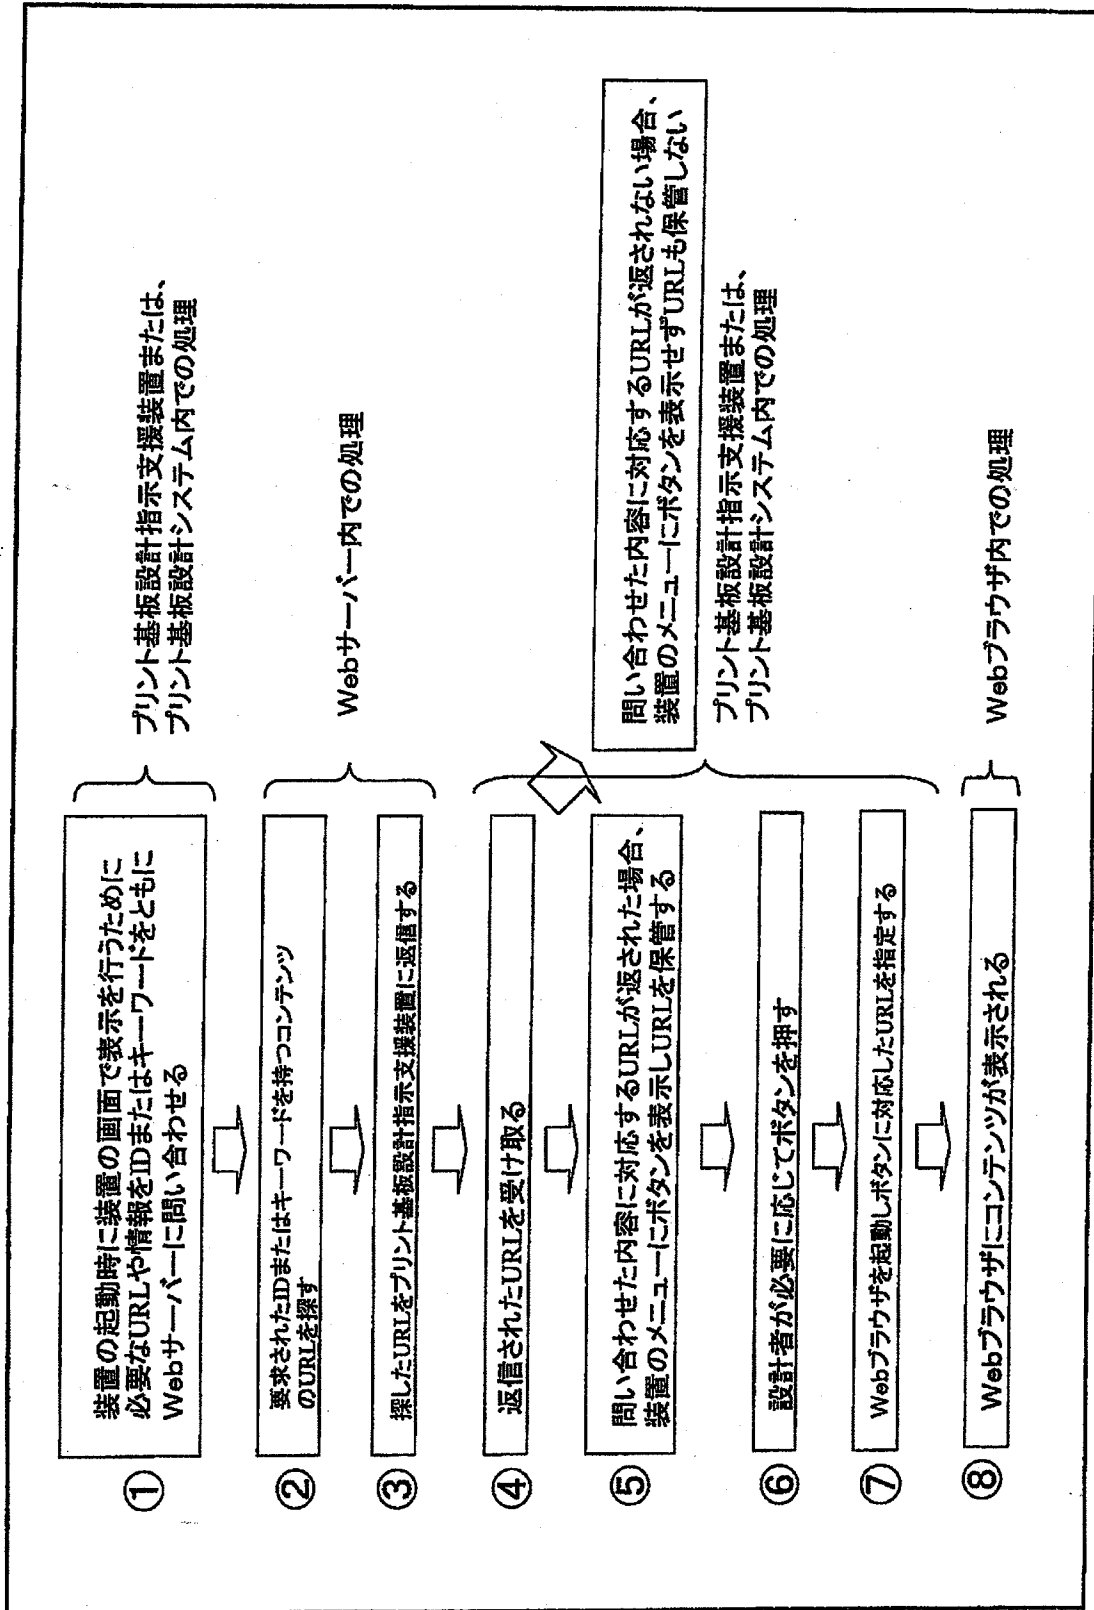 ①
装置の起動時に装置の画面で表示を行うために
必要なURLや情報をIDまたはキーワードをともに
Webサーバーに問い合わせる
プリント基板設計指示支援装置または、
プリント基板設計システム内での処理
②
要求されたIDまたはキーワードを持つコンテンツ
のURLを探す
③
探したURLをプリント基板設計指示支援装置に返信する
Webサーバー内での処理
④
返信されたURLを受け取る
⑤
問い合わせた内容に対応するURLが返された場合、
装置のメニューにボタンを表示しURLを保管する
問い合わせた内容に対応するURLが返されない場合、
装置のメニューにボタンを表示せずURLも保管しない
⑥
設計者が必要に応じてボタンを押す
⑦
Webブラウザを起動しボタンに対応したURLを指定する
プリント基板設計指示支援装置または、
プリント基板設計システム内での処理
⑧
Webブラウザにコンテンツが表示される
Webブラウザ内での処理